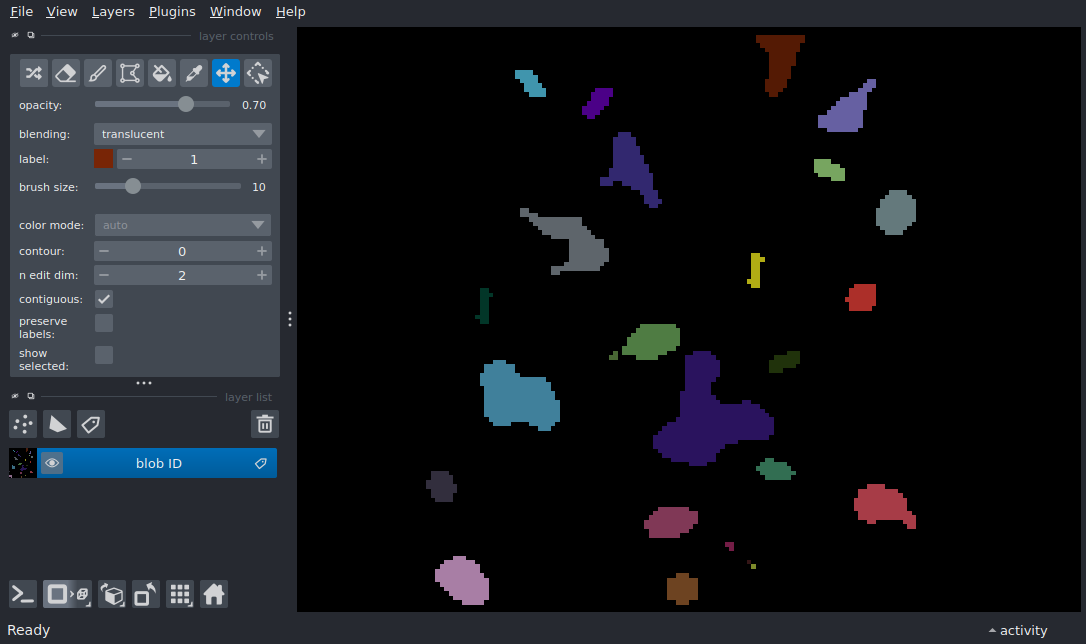 File View Layers Plugins Window Help
layer controls
opacity: 0.70
blending: translucent
label: 1
brush size: 10
color mode: auto
contour: 0
n edit dim: 2
contiguous:
preserve
labels:
show
selected:
layer list
blob ID
Ready activity